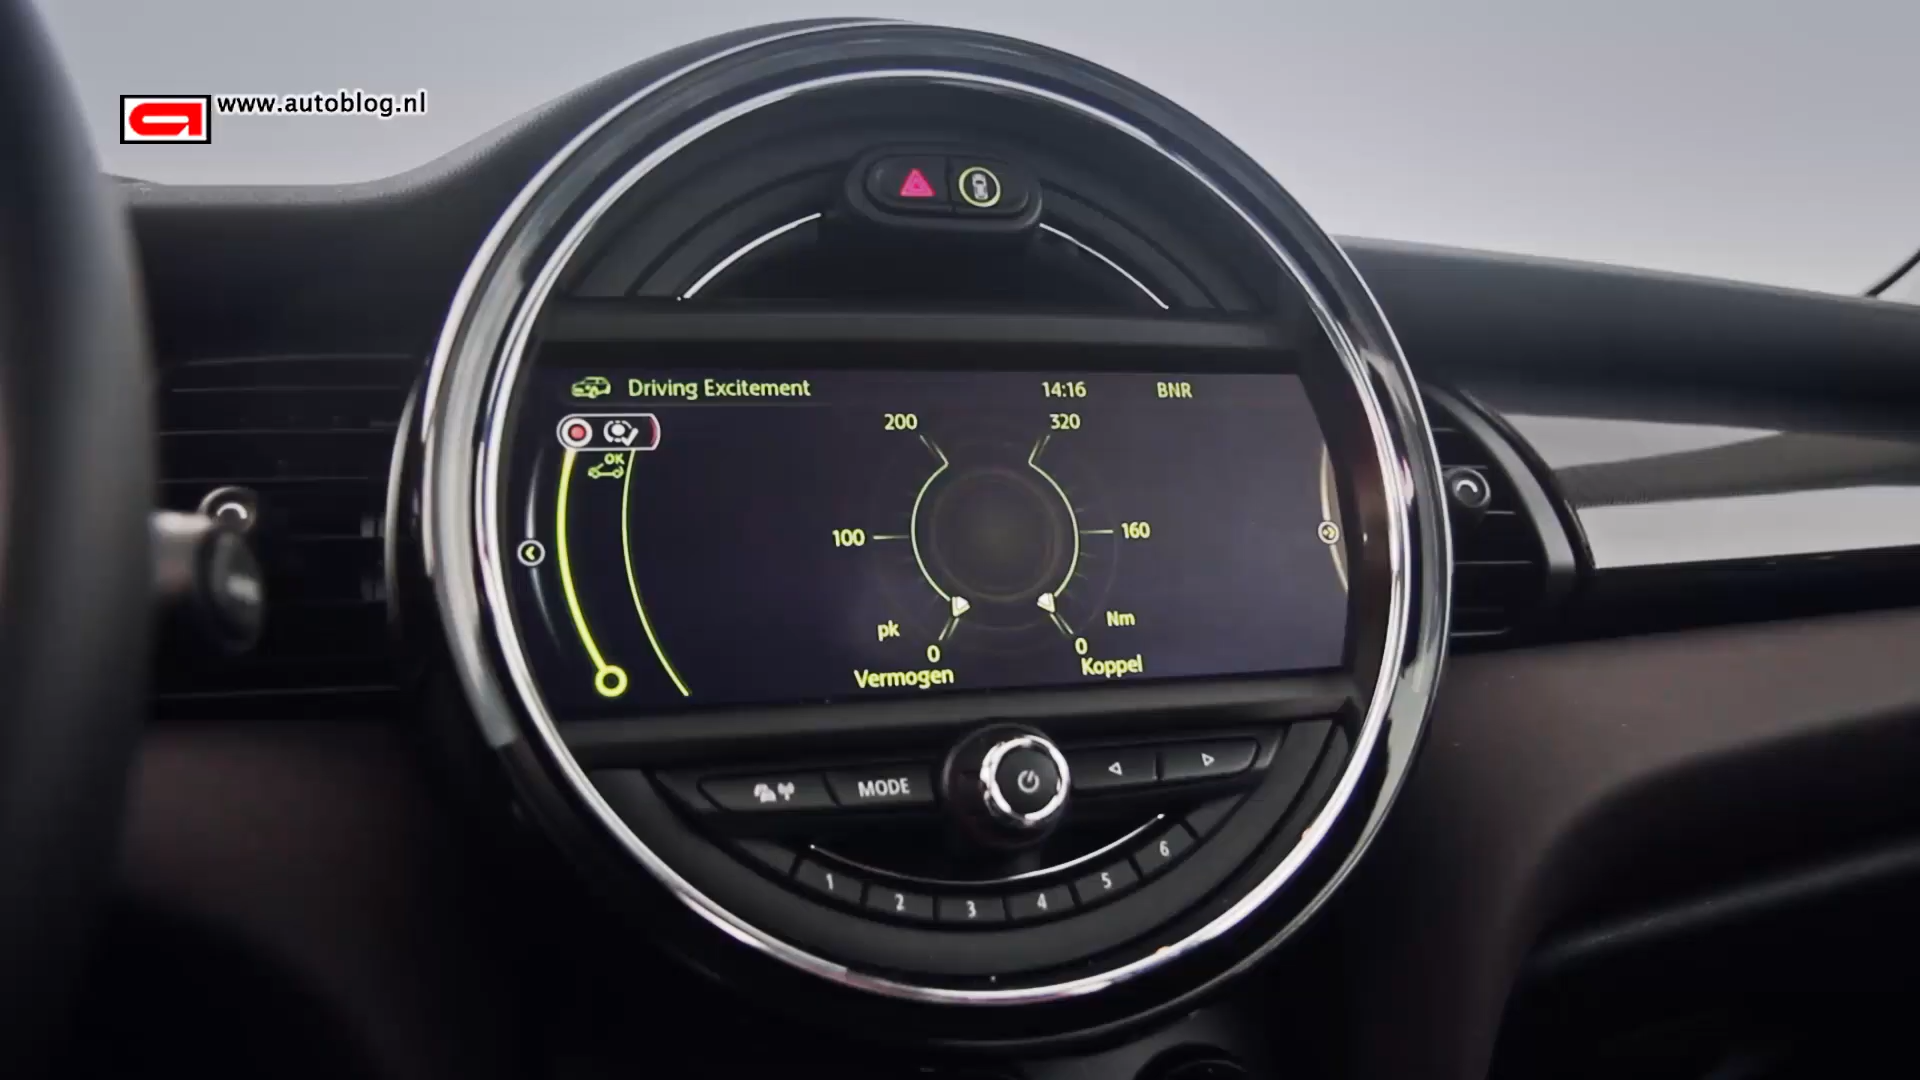 www.autoblog.nl
Driving Excitement 14:16 BNR
OK
200 320
100 160
pk Nm
0 0
Vermogen Koppel
MODE
1 2 3 4 5 6